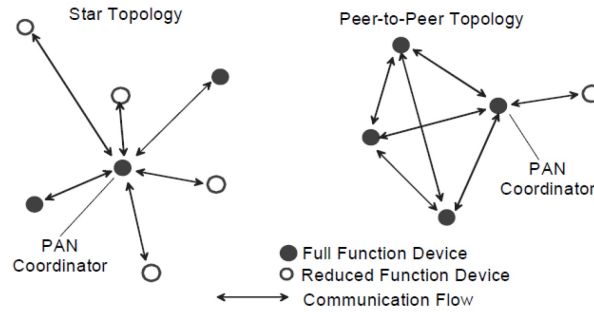 Star Topology
Peer-to-Peer Topology
PAN
Coordinator
PAN
Coordinator
Full Function Device
Reduced Function Device
Communication Flow